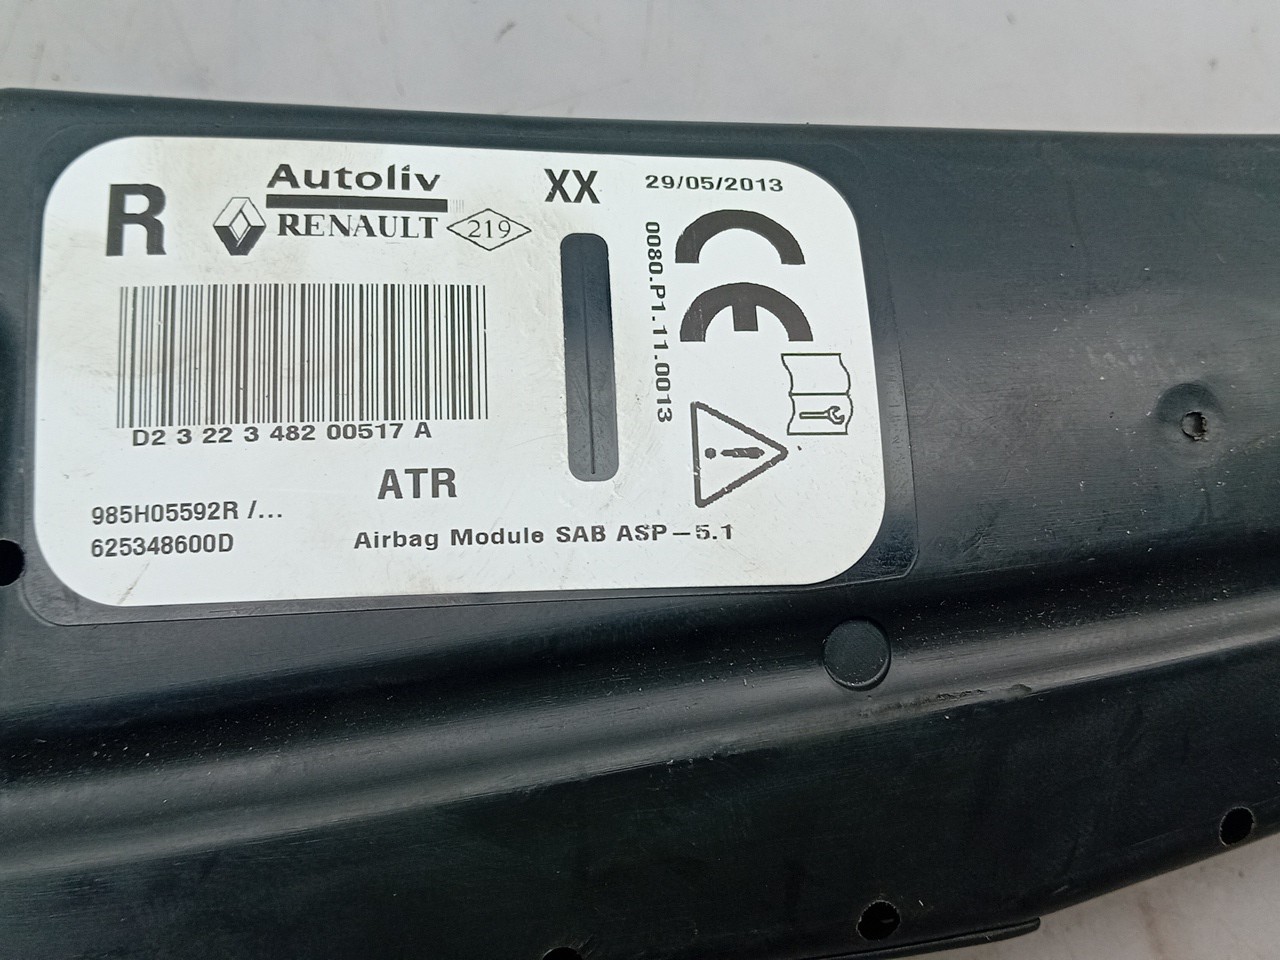 R
Autoliv
RENAULT
219
XX
29/05/2013
0080.P1.11.0013
CE
D2 3 22 3 482 00517 A
ATR
985H05592R /...
625348600D
Airbag Module SAB ASP-5.1